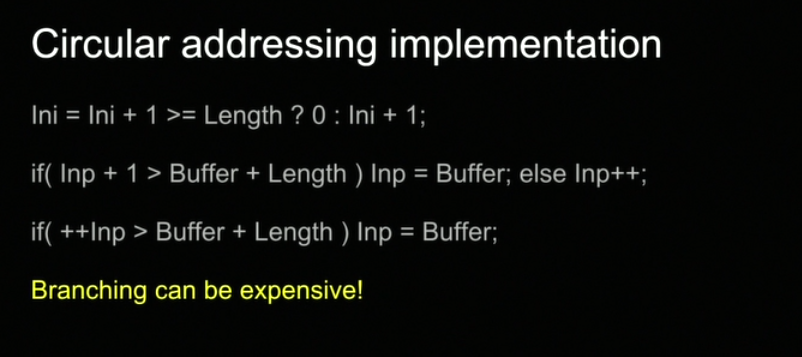 Circular addressing implementation
Ini = Ini + 1 >= Length ? 0 : Ini + 1;
if( Inp + 1 > Buffer + Length ) Inp = Buffer; else Inp++;
if( ++Inp > Buffer + Length ) Inp = Buffer;
Branching can be expensive!